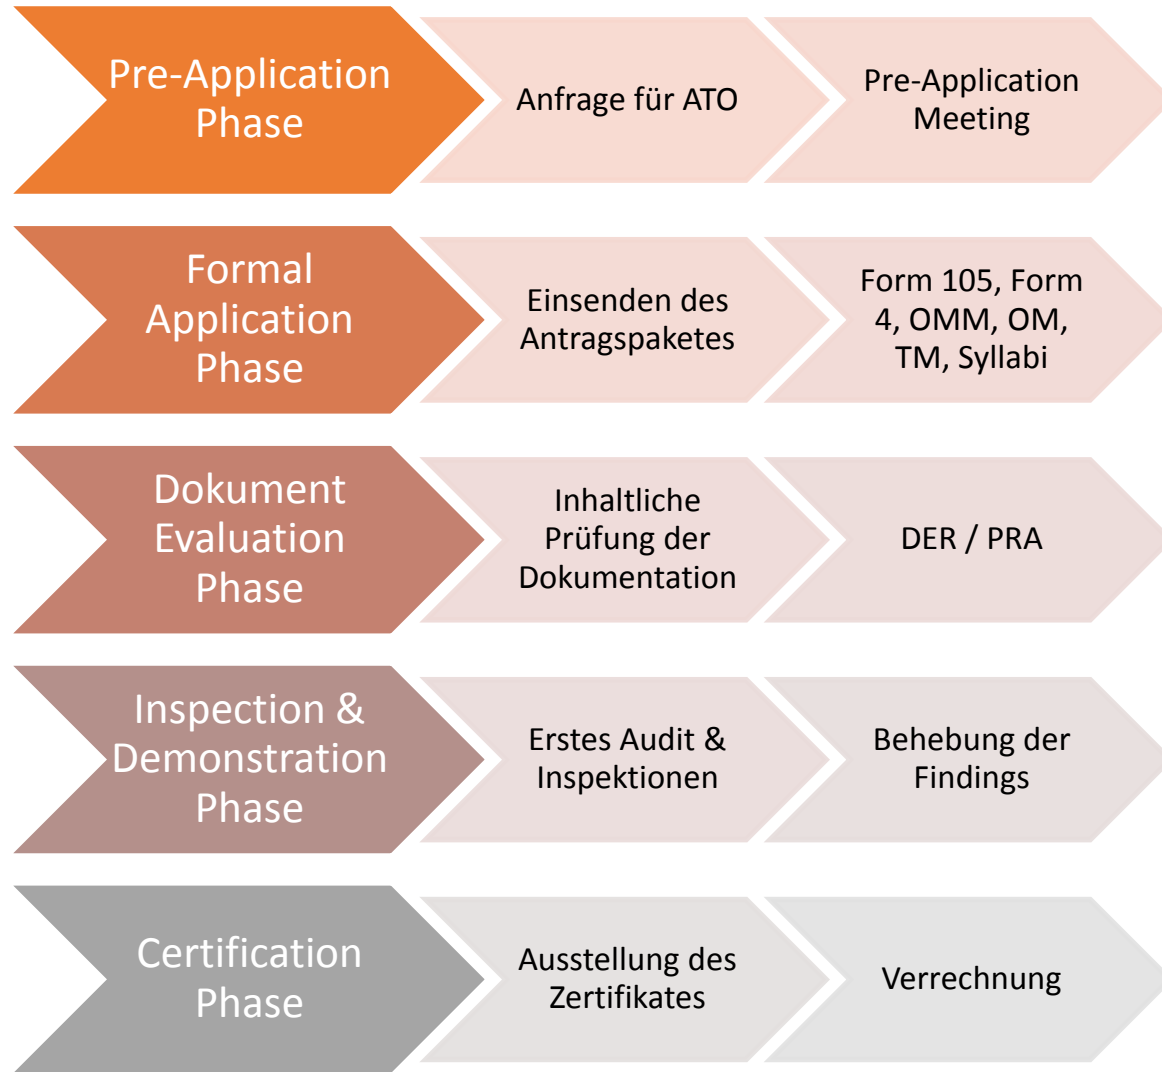 Pre-Application
Phase
Anfrage für ATO
Pre-Application
Meeting
Formal
Application
Phase
Einsenden des
Antragspaketes
Form 105, Form
4, OMM, OM,
TM, Syllabi
Dokument
Evaluation
Phase
Inhaltliche
Prüfung der
Dokumentation
DER / PRA
Inspection &
Demonstration
Phase
Erstes Audit &
Inspektionen
Behebung der
Findings
Certification
Phase
Ausstellung des
Zertifikates
Verrechnung